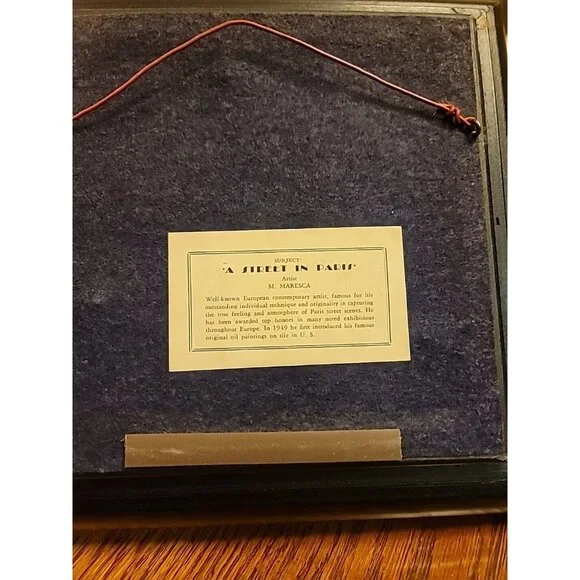 SUBJECT:
"A STREET IN PARIS"
Artist
M. MARESCA
Well-known European contemporary artist, famous for his
outstanding individual technique and originality in capturing
the true feeling and atmosphere of Paris street scenes. He
has been awarded top honors in many noted exhibitions
throughout Europe. In 1949 he first introduced his famous
original oil paintings on tile in U. S.